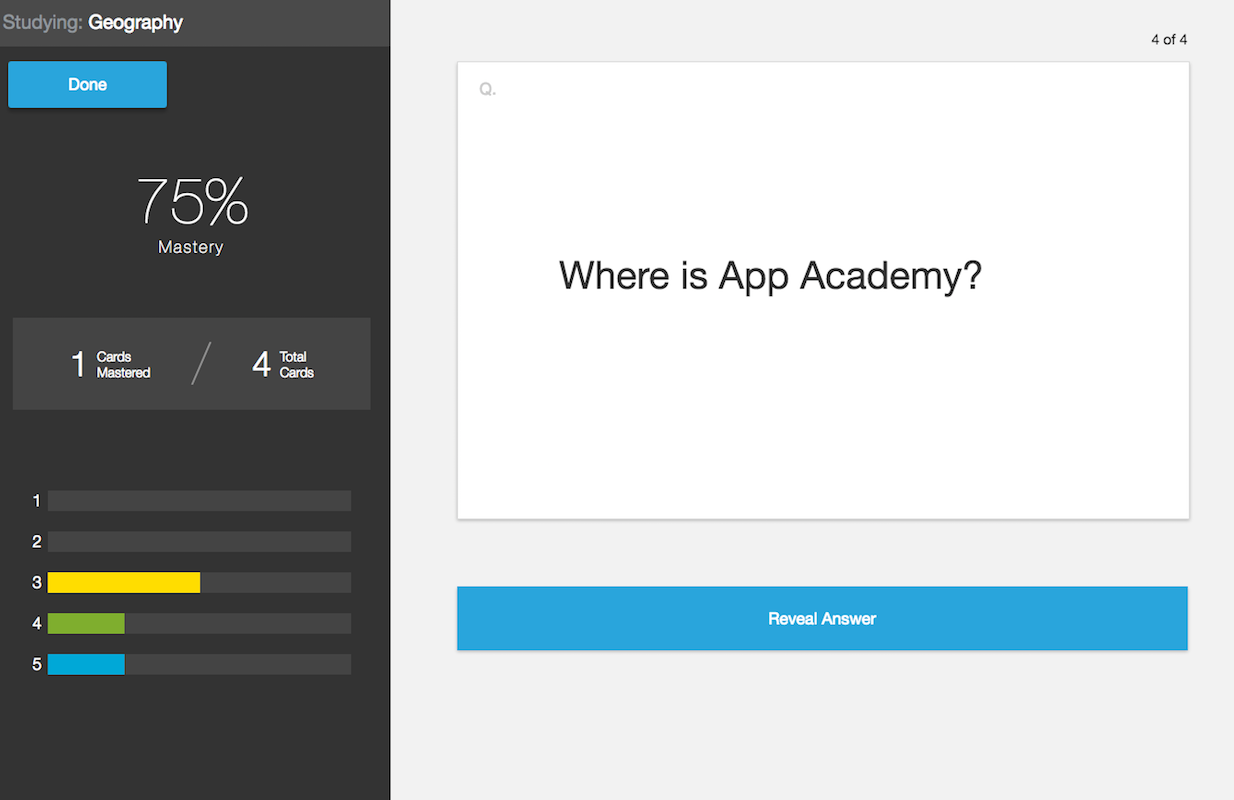 Studying: Geography
Done
75%
Mastery
1 Cards Mastered
4 Total Cards
1
2
3
4
5
4 of 4
Q.
Where is App Academy?
Reveal Answer